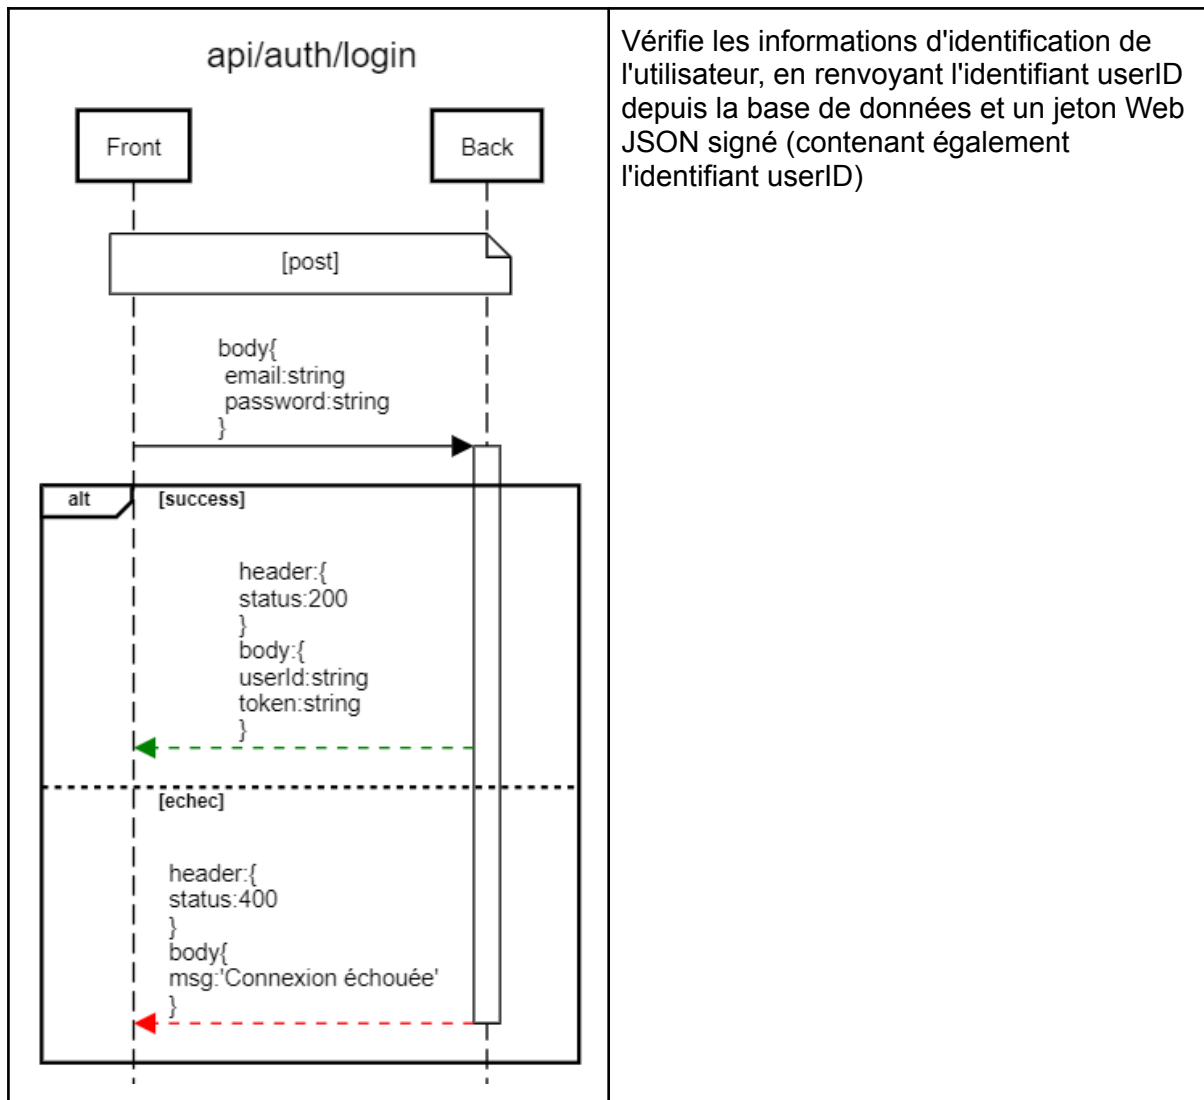 api/auth/login
Front
Back
[post]
body{
email:string
password:string
}
alt
[success]
header:{
status:200
}
body:{
userId:string
token:string
}
[echec]
header:{
status:400
}
body{
msg:'Connexion échouée'
}
Vérifie les informations d'identification de
l'utilisateur, en renvoyant l'identifiant userID
depuis la base de données et un jeton Web
JSON signé (contenant également
l'identifiant userID)